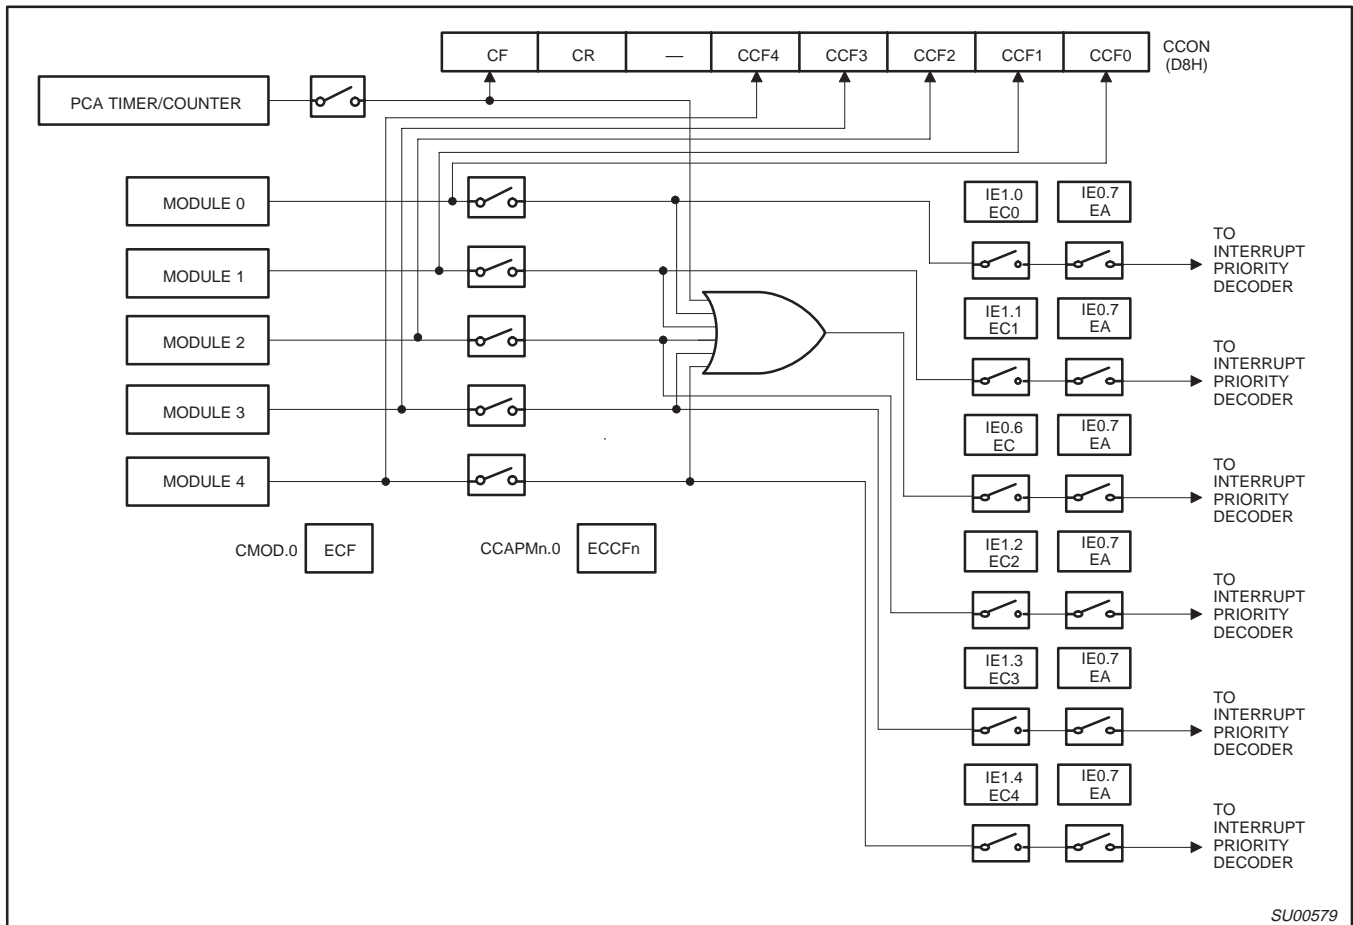 CF CR — CCF4 CCF3 CCF2 CCF1 CCF0
CCON
(D8H)
PCA TIMER/COUNTER
MODULE 0
MODULE 1
MODULE 2
MODULE 3
MODULE 4
CMOD.0 ECF
CCAPMn.0 ECCFn
IE1.0
EC0
IE0.7
EA
TO
INTERRUPT
PRIORITY
DECODER
IE1.1
EC1
IE0.7
EA
TO
INTERRUPT
PRIORITY
DECODER
IE0.6
EC
IE0.7
EA
TO
INTERRUPT
PRIORITY
DECODER
IE1.2
EC2
IE0.7
EA
TO
INTERRUPT
PRIORITY
DECODER
IE1.3
EC3
IE0.7
EA
TO
INTERRUPT
PRIORITY
DECODER
IE1.4
EC4
IE0.7
EA
TO
INTERRUPT
PRIORITY
DECODER
SU00579